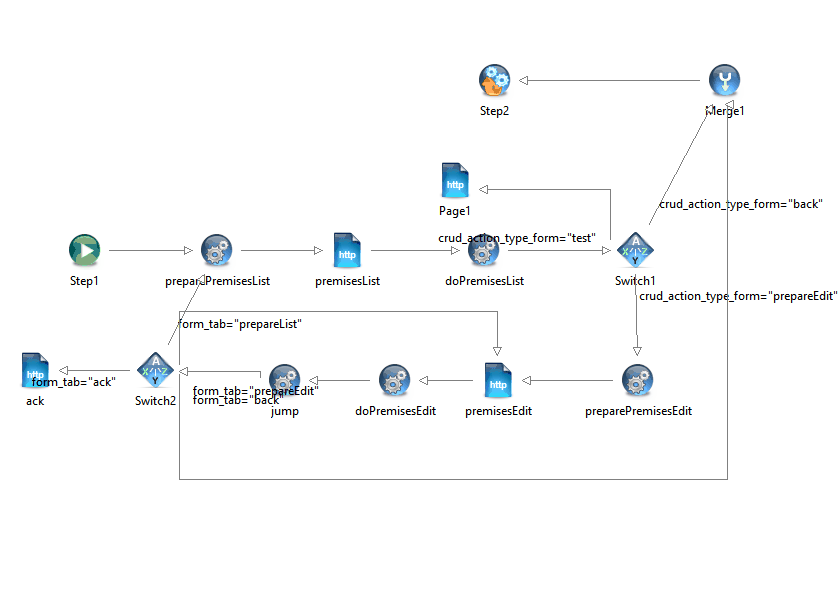 Step2
Merge1
http
Page1
crud_action_type_form="back"
crud_action_type_form="test"
A
X Z
Y
http
Step1
preparePremisesList
premisesList
doPremisesList
Switch1
crud_action_type_form="prepareEdit"
form_tab="prepareList"
A
X Z
Y
http
http
form_tab="ack"
form_tab="prepareEdit"
form_tab="back"
ack
Switch2
jump
doPremisesEdit
premisesEdit
preparePremisesEdit